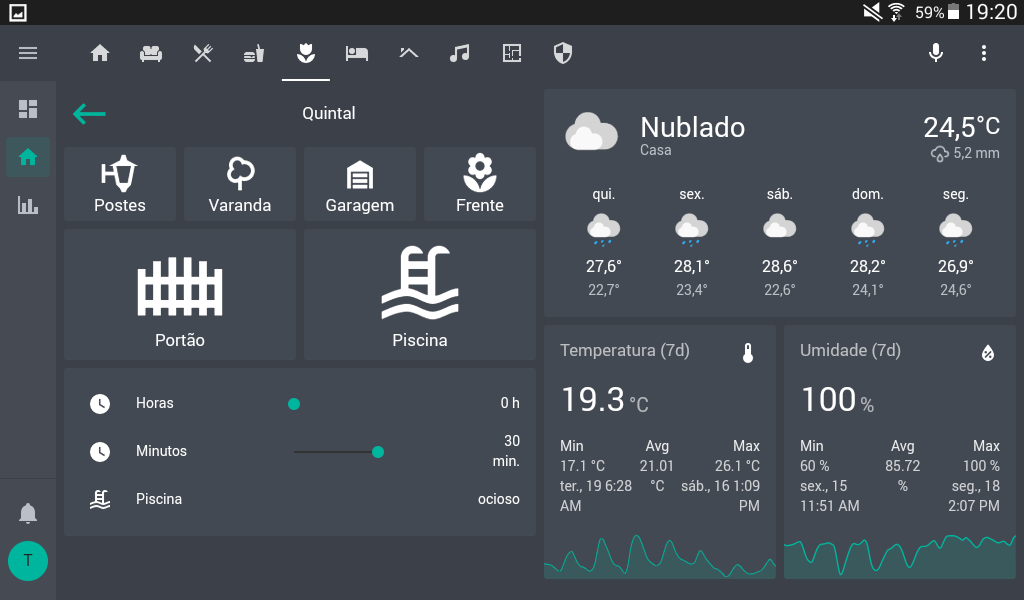 59% 19:20
Quintal
Postes
Varanda
Garagem
Frente
Portão
Piscina
Horas
0 h
Minutos
30
min.
Piscina
ocioso
T
Nublado
Casa
24,5°C
5,2 mm
qui. sex. sáb. dom. seg.
27,6° 28,1° 28,6° 28,2° 26,9°
22,7° 23,4° 22,6° 24,1° 24,6°
Temperatura (7d)
19.3 °C
Min Avg Max
17.1 °C 21.01 26.1 °C
ter., 19 6:28 °C sáb., 16 1:09
AM PM
Umidade (7d)
100 %
Min Avg Max
60 % 85.72 100 %
sex., 15 % seg., 18
11:51 AM 2:07 PM